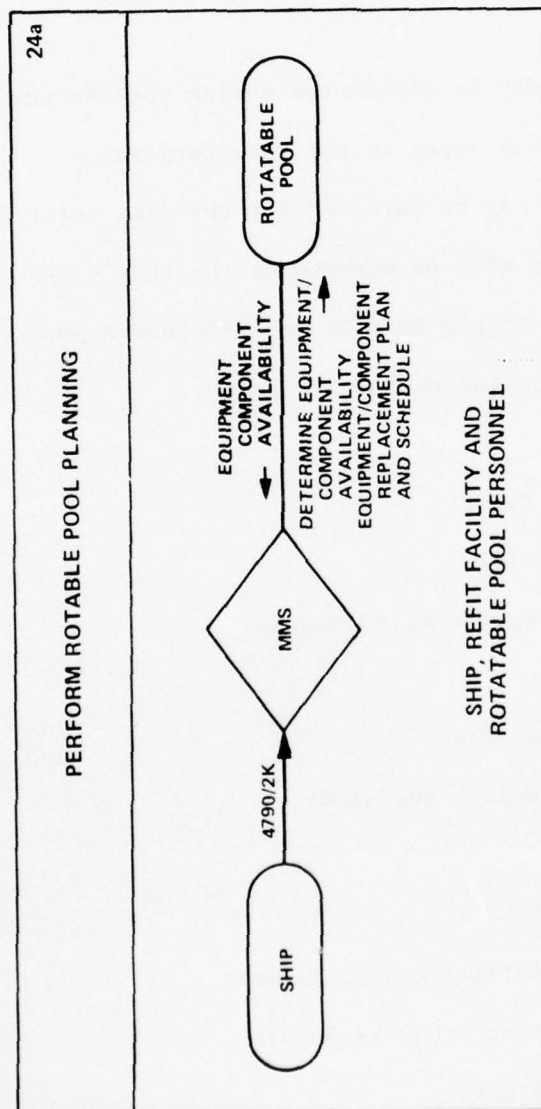 24a
PERFORM ROTABLE POOL PLANNING
SHIP
4790/2K
MMS
EQUIPMENT
COMPONENT
AVAILABILITY
DETERMINE EQUIPMENT/
COMPONENT
AVAILABILITY
EQUIPMENT/COMPONENT
REPLACEMENT PLAN
AND SCHEDULE
ROTATABLE
POOL
SHIP, REFIT FACILITY AND
ROTATABLE POOL PERSONNEL